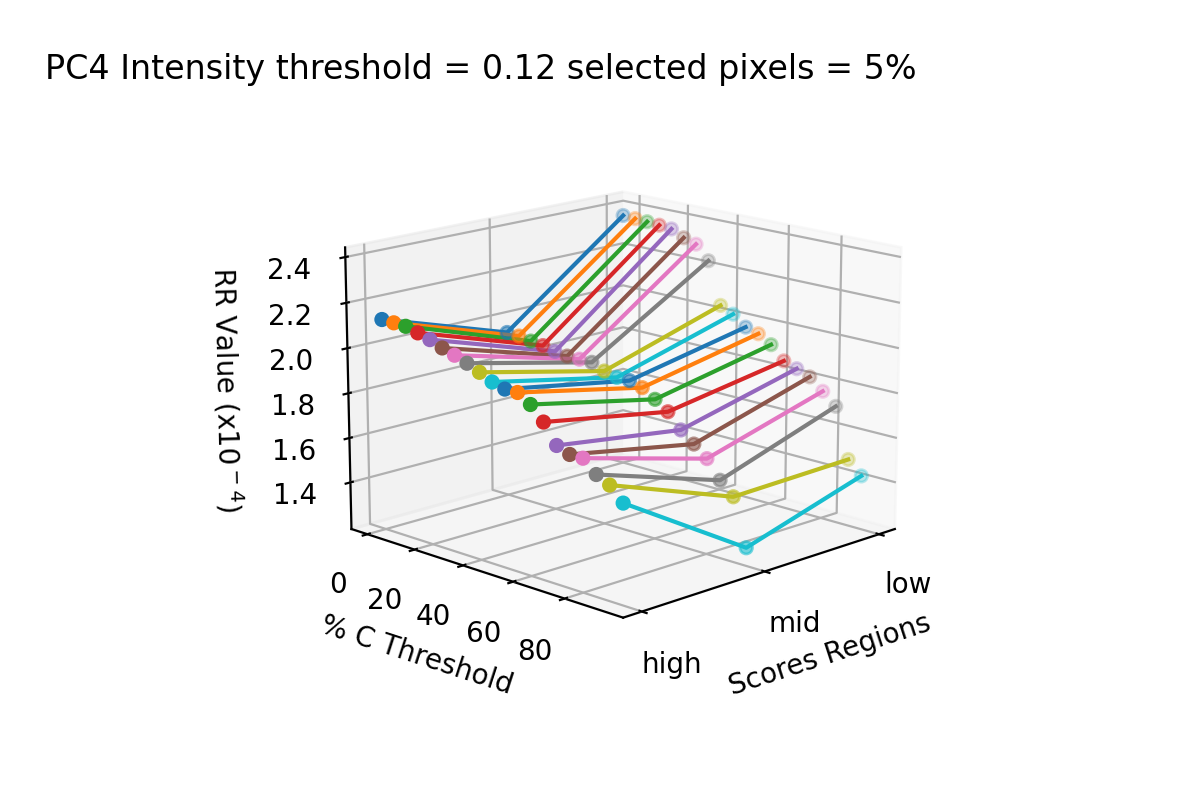 PC4 Intensity threshold = 0.12 selected pixels = 5%
2.4
2.2
2.0
1.8
1.6
1.4
RR Value (x10⁻⁴)
0
20
40
60
80
% C Threshold
high
mid
low
Scores Regions